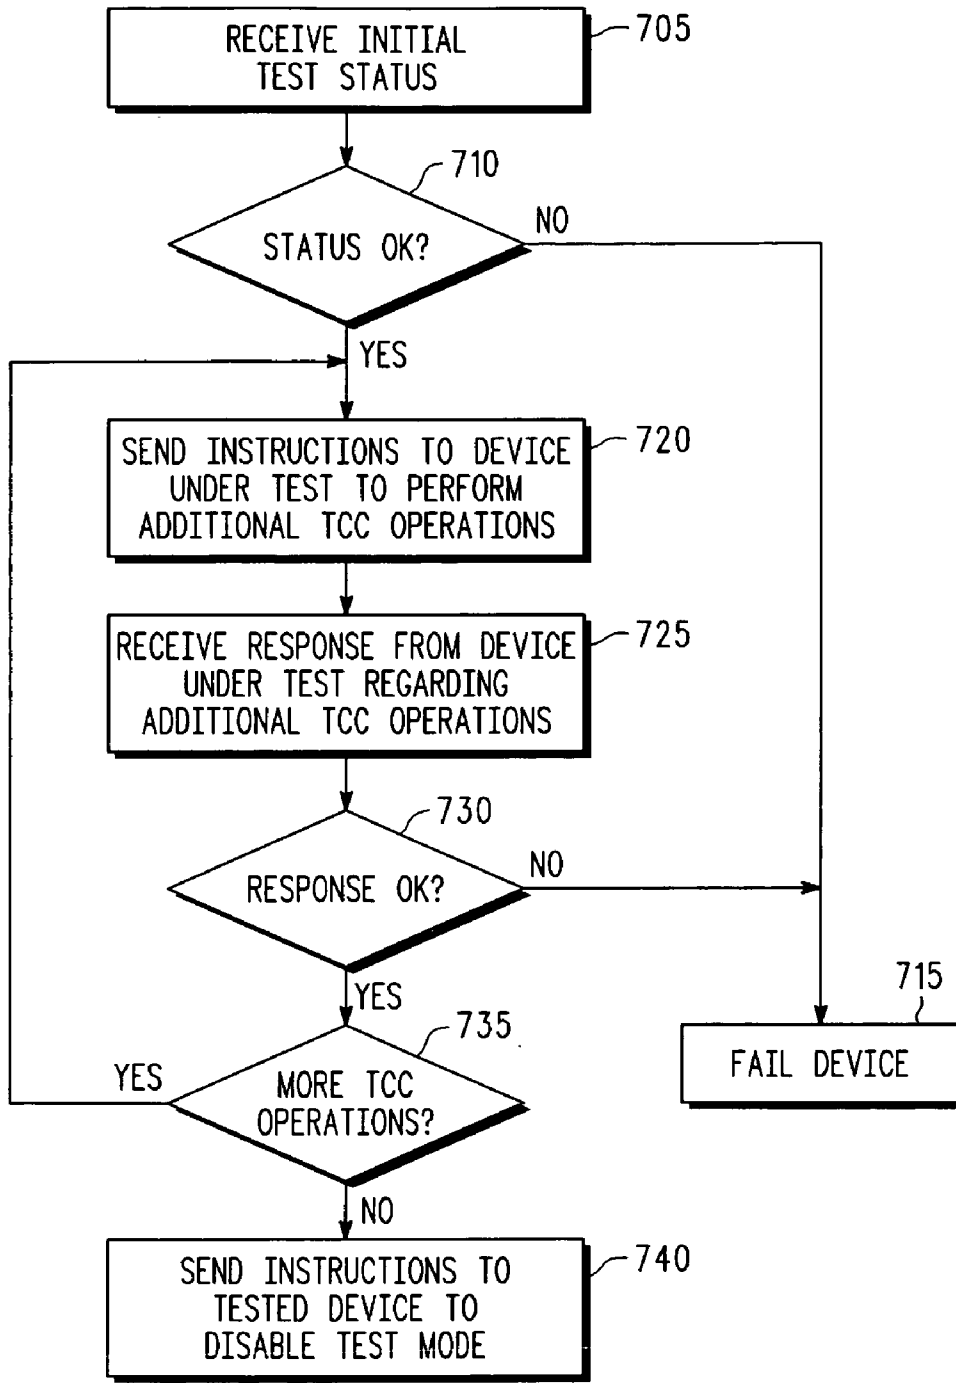 RECEIVE INITIAL
TEST STATUS
705
710
STATUS OK?
NO
YES
SEND INSTRUCTIONS TO DEVICE
UNDER TEST TO PERFORM
ADDITIONAL TCC OPERATIONS
720
RECEIVE RESPONSE FROM DEVICE
UNDER TEST REGARDING
ADDITIONAL TCC OPERATIONS
725
730
RESPONSE OK?
NO
YES
715
FAIL DEVICE
735
YES
MORE TCC
OPERATIONS?
NO
SEND INSTRUCTIONS TO
TESTED DEVICE TO
DISABLE TEST MODE
740